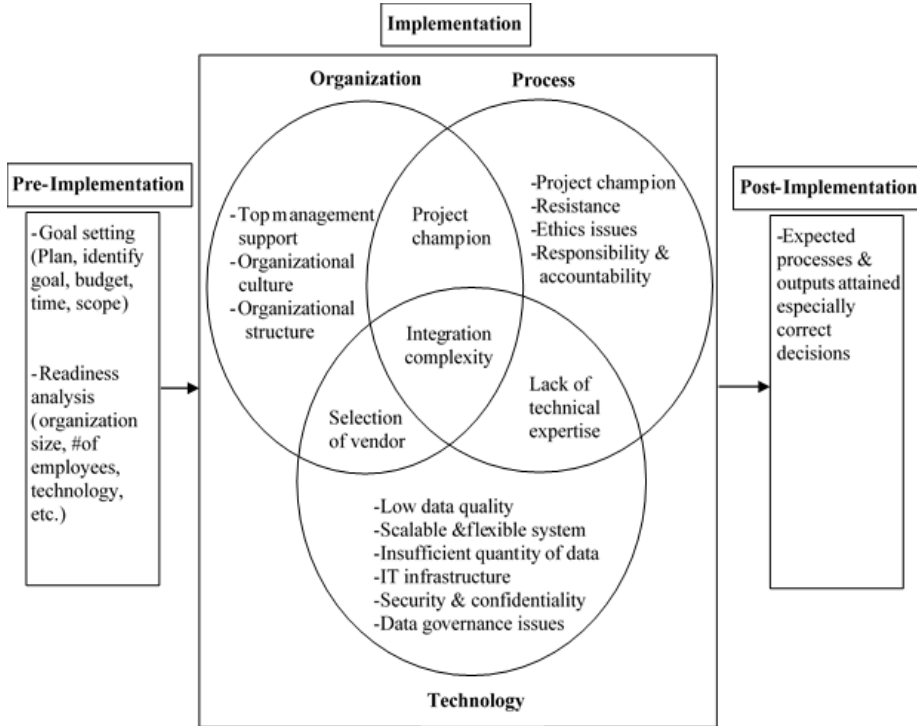 Implementation
Organization
Process
Pre-Implementation
-Goal setting
(Plan, identify
goal, budget,
time, scope)
-Readiness
analysis
(organization
size, #of
employees,
technology,
etc.)
-Top management
support
-Organizational
culture
-Organizational
structure
Project
champion
-Project champion
-Resistance
-Ethics issues
-Responsibility &
accountability
Integration
complexity
Selection
of vendor
Lack of
technical
expertise
-Low data quality
-Scalable &flexible system
-Insufficient quantity of data
-IT infrastructure
-Security & confidentiality
-Data governance issues
Technology
Post-Implementation
-Expected
processes &
outputs attained
especially
correct
decisions